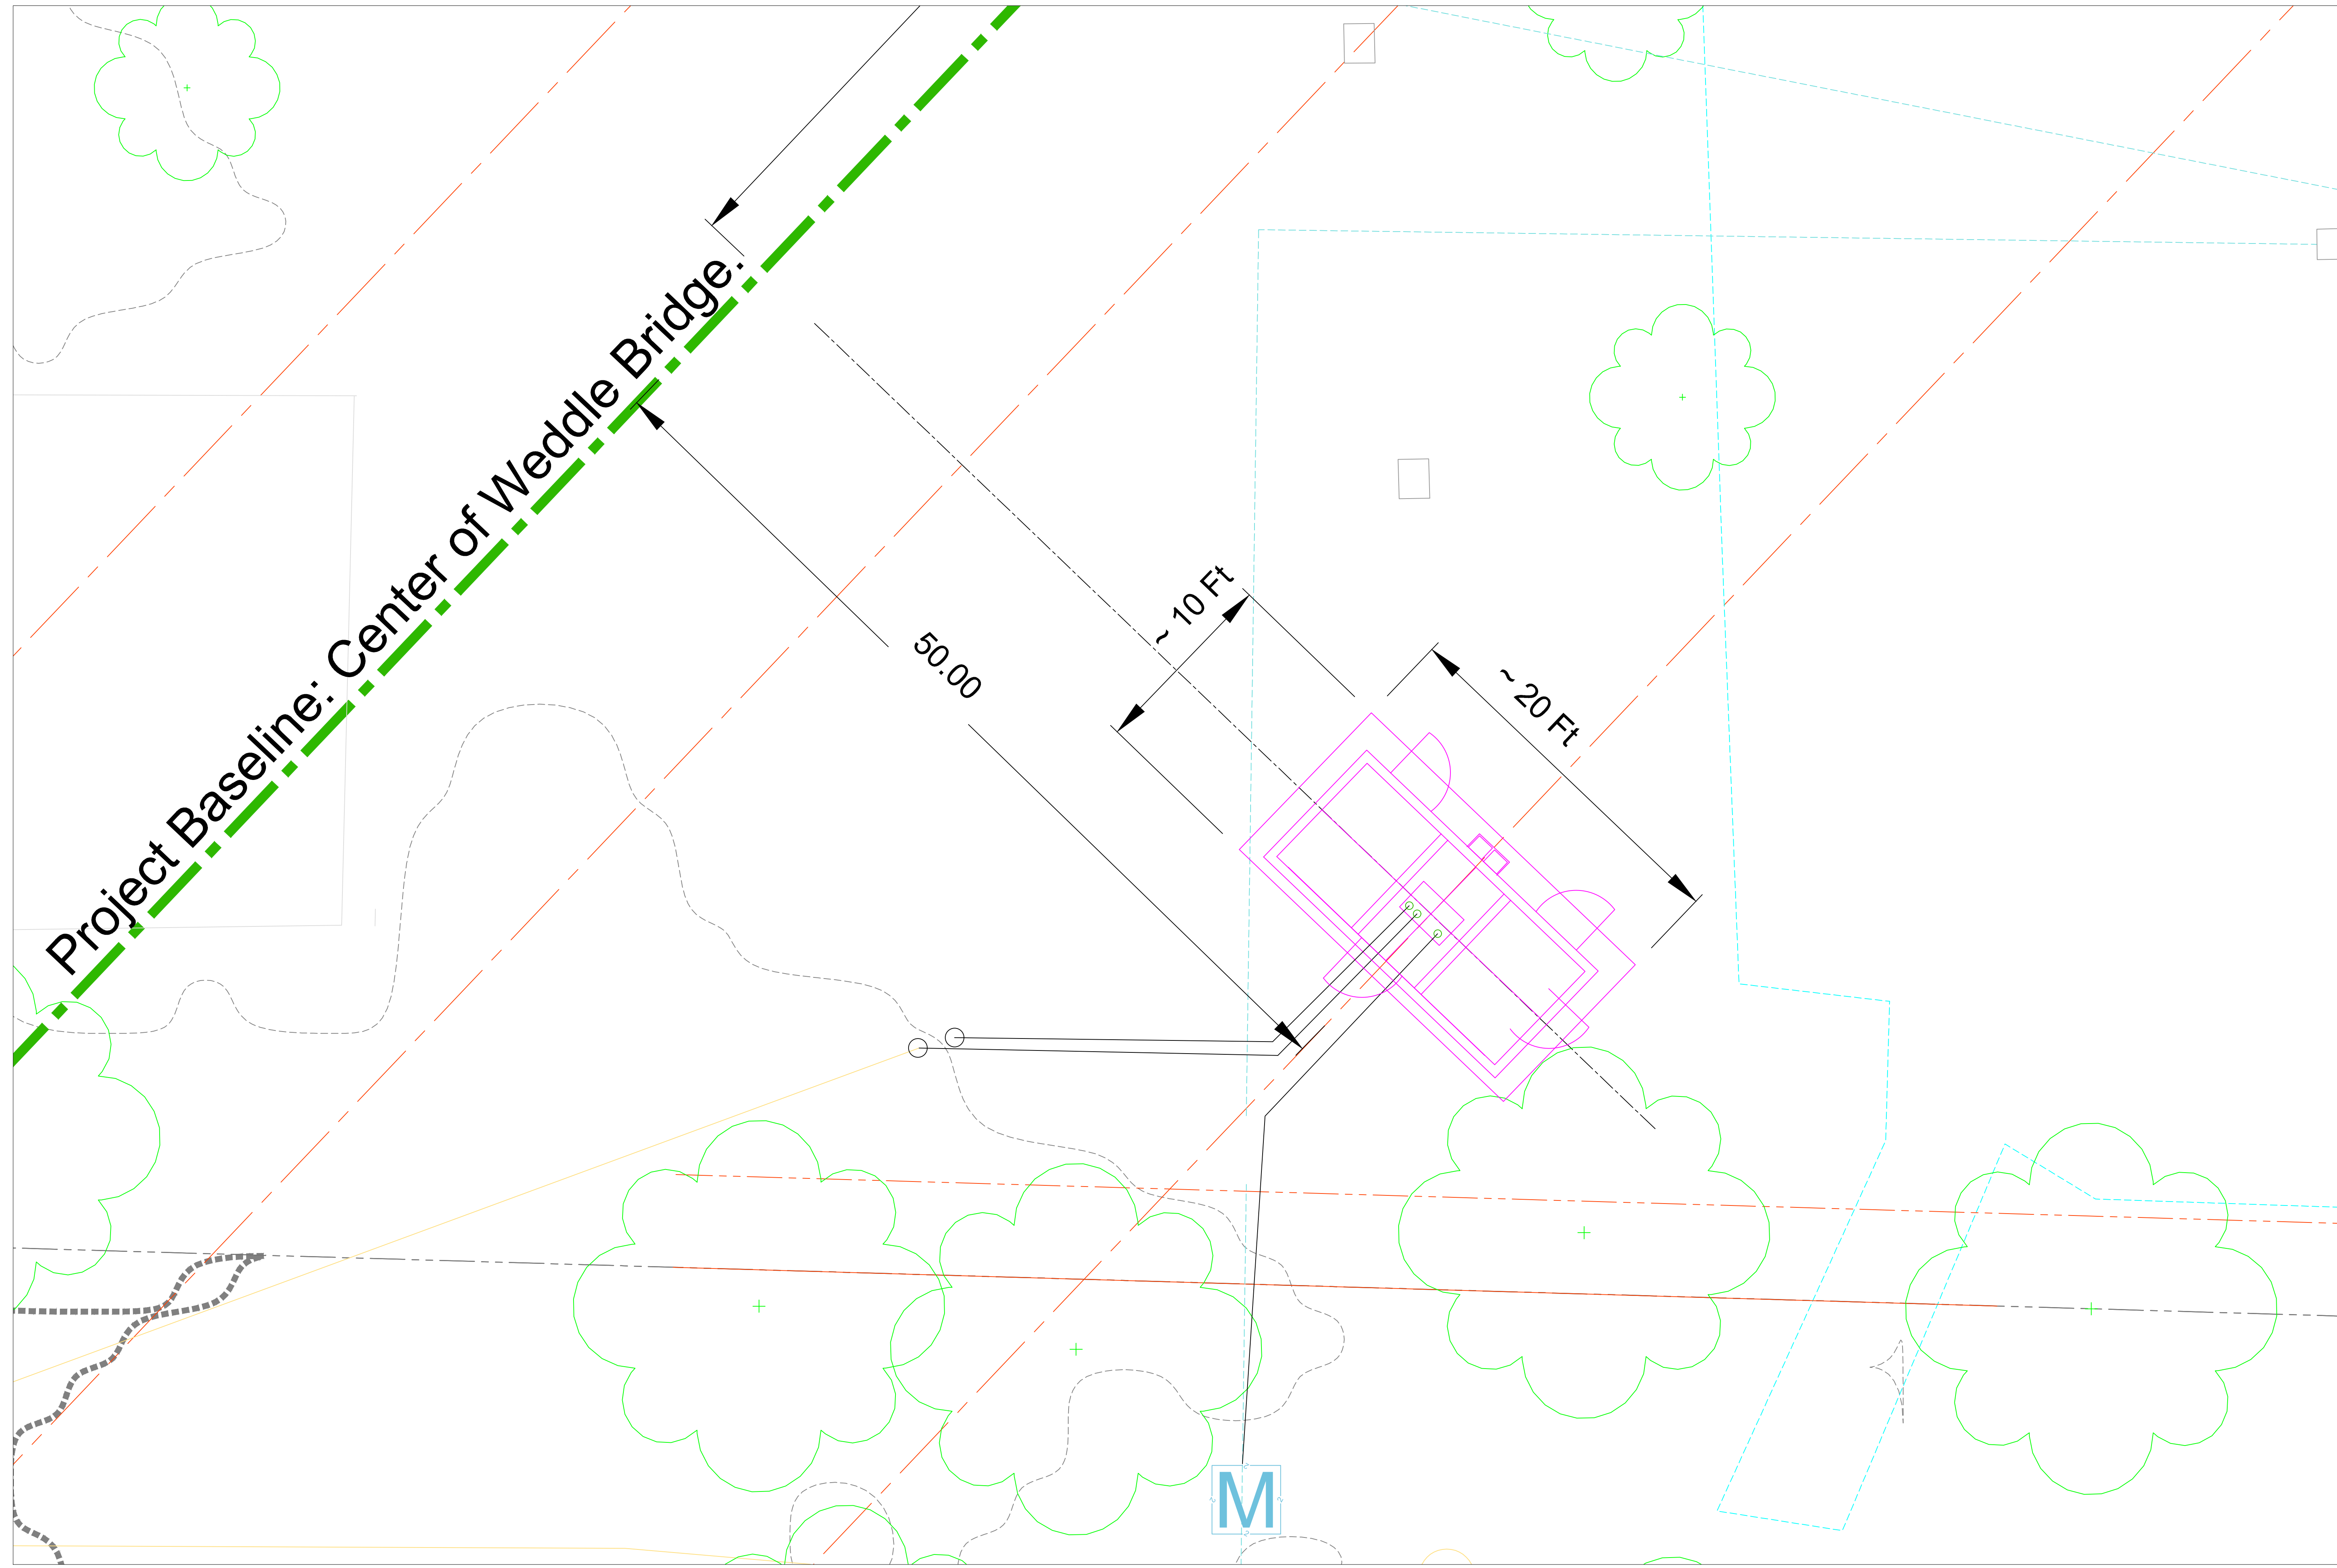 Project Baseline: Center of Weddle Bridge.
~ 10 Ft
50.00
~ 20 Ft
M